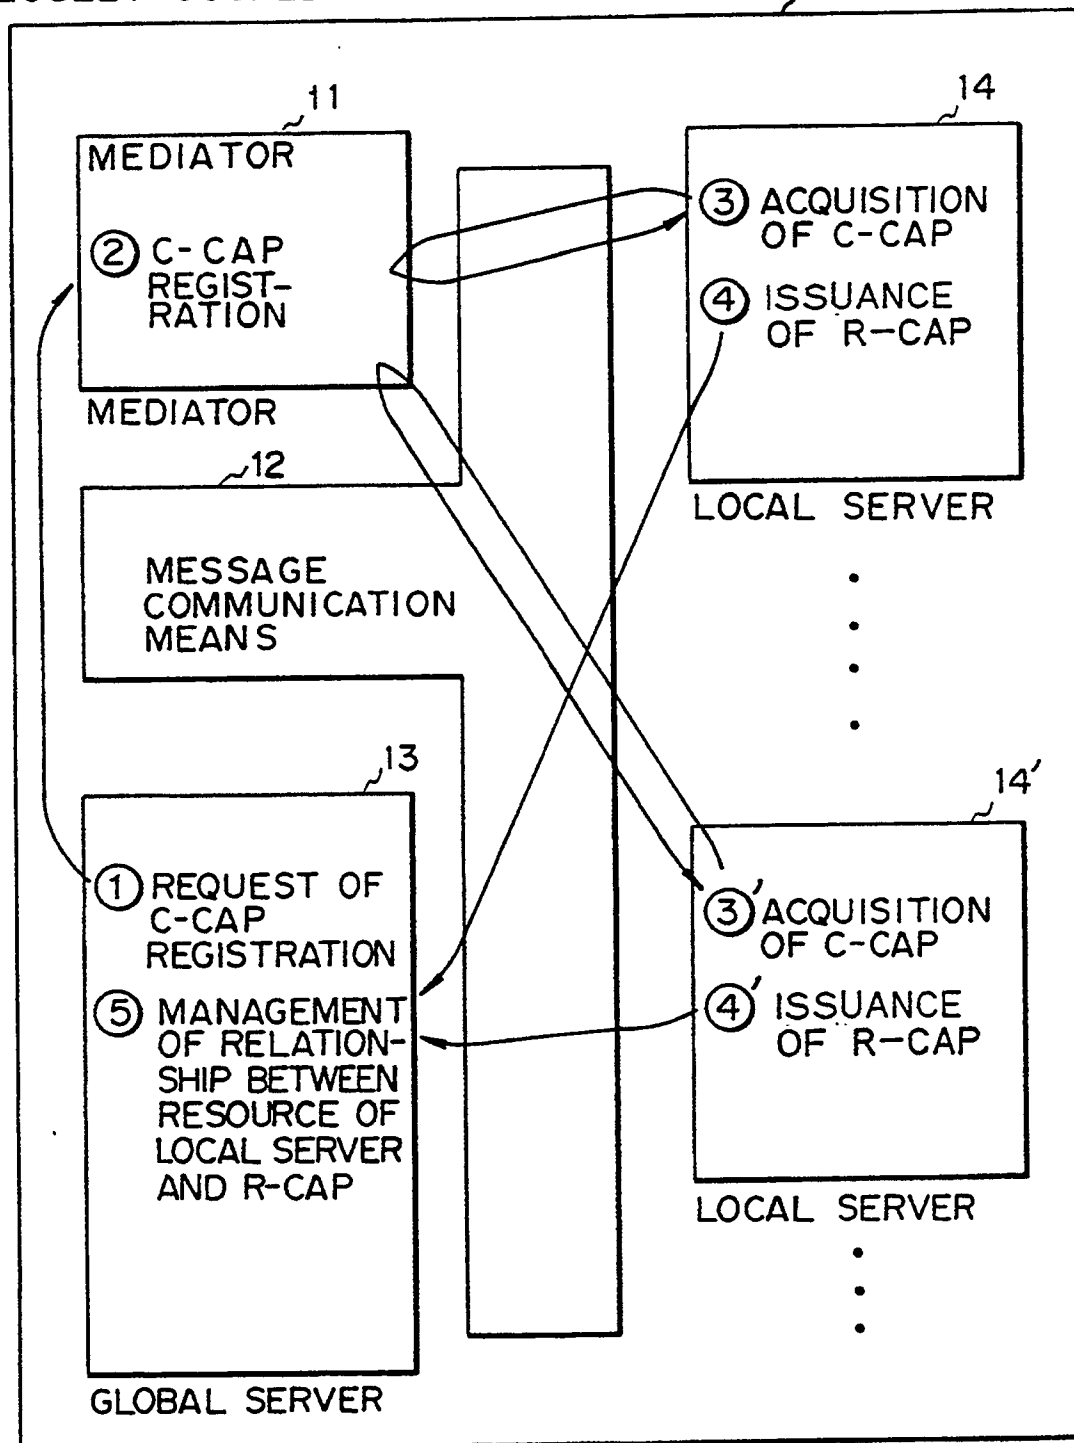 11
MEDIATOR
② C-CAP
REGIST-
RATION
MEDIATOR
14
③ ACQUISITION
OF C-CAP
④ ISSUANCE
OF R-CAP
LOCAL SERVER
12
MESSAGE
COMMUNICATION
MEANS
13
① REQUEST OF
C-CAP
REGISTRATION
⑤ MANAGEMENT
OF RELATION-
SHIP BETWEEN
RESOURCE OF
LOCAL SERVER
AND R-CAP
GLOBAL SERVER
14'
③' ACQUISITION
OF C-CAP
④' ISSUANCE
OF R-CAP
LOCAL SERVER